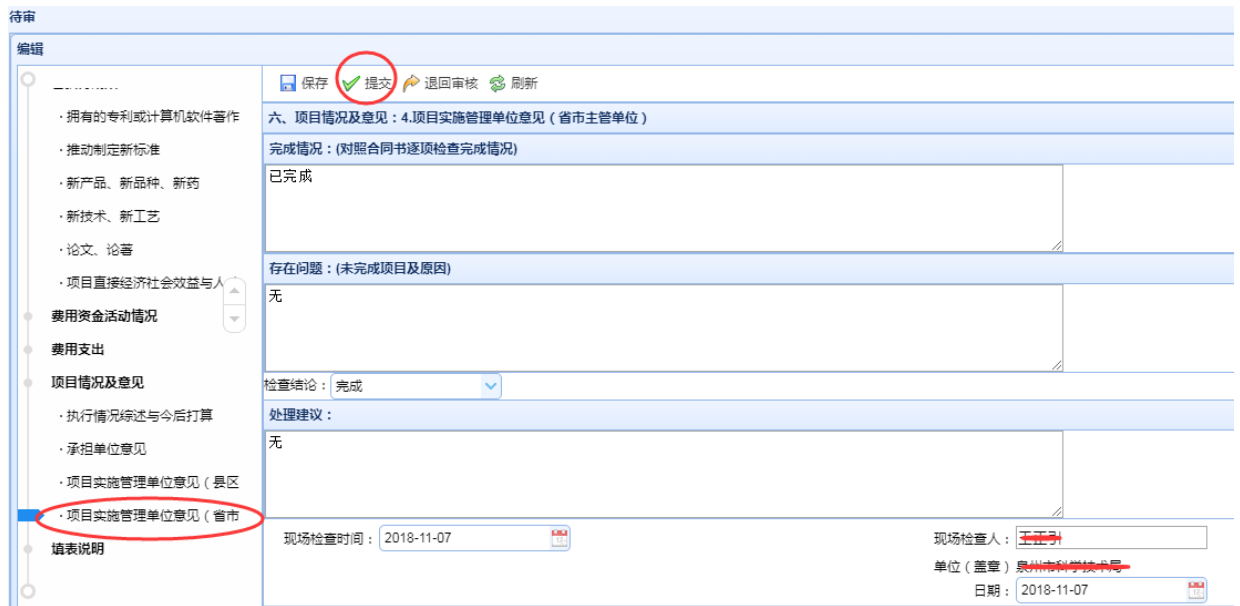 待审
编辑
保存 提交 退回审核 刷新
·拥有的专利或计算机软件著作
·推动制定新标准
·新产品、新品种、新药
·新技术、新工艺
·论文、论著
·项目直接经济社会效益与人
费用资金活动情况
费用支出
项目情况及意见
·执行情况综述与今后打算
·承担单位意见
·项目实施管理单位意见（县区
·项目实施管理单位意见（省市
填表说明
六、项目情况及意见：4.项目实施管理单位意见（省市主管单位）
完成情况：(对照合同书逐项检查完成情况)
已完成
存在问题：(未完成项目及原因)
无
检查结论： 完成
处理建议：
无
现场检查时间： 2018-11-07
现场检查人：
单位（盖章） 泉州市科学技术局
日期： 2018-11-07